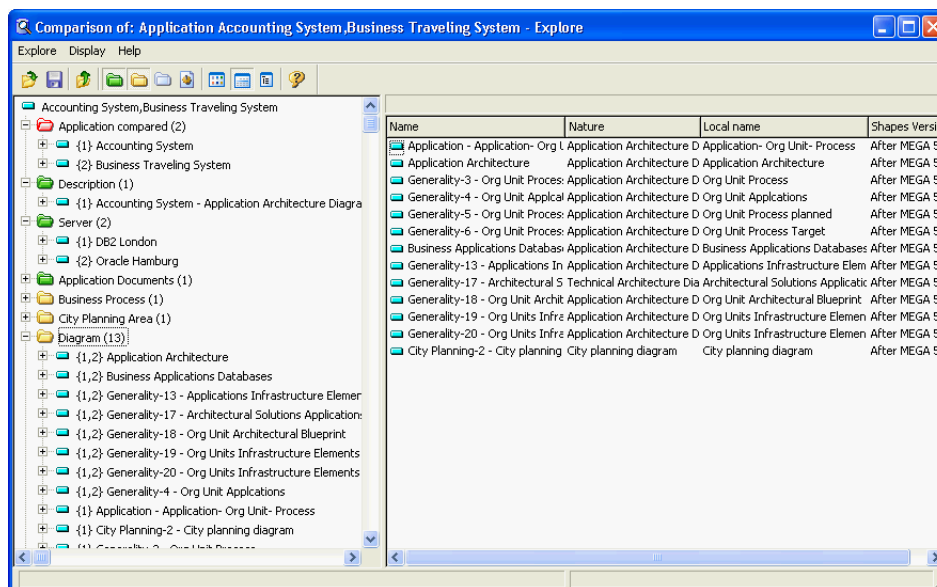 Comparison of: Application Accounting System,Business Traveling System - Explore
Explore Display Help
Accounting System,Business Traveling System
Application compared (2)
{1} Accounting System
{2} Business Traveling System
Description (1)
{1} Accounting System - Application Architecture Diagra
Server (2)
{1} DB2 London
{2} Oracle Hamburg
Application Documents (1)
Business Process (1)
City Planning Area (1)
Diagram (13)
{1,2} Application Architecture
{1,2} Business Applications Databases
{1,2} Generality-13 - Applications Infrastructure Elemer
{1,2} Generality-17 - Architectural Solutions Application
{1,2} Generality-18 - Org Unit Architectural Blueprint
{1,2} Generality-19 - Org Units Infrastructure Elements
{1,2} Generality-20 - Org Units Infrastructure Elements
{1,2} Generality-4 - Org Unit Applcations
{1} Application - Application- Org Unit- Process
{1} City Planning-2 - City planning diagram
Name Nature Local name Shapes Versi
Application - Application- Org U Application Architecture D Application- Org Unit- Process After MEGA 5
Application Architecture Application Architecture D Application Architecture After MEGA 5
Generality-3 - Org Unit Proces Application Architecture D Org Unit Process After MEGA 5
Generality-4 - Org Unit Applcat Application Architecture D Org Unit Applcations After MEGA 5
Generality-5 - Org Unit Proces Application Architecture D Org Unit Process planned After MEGA 5
Generality-6 - Org Unit Proces Application Architecture D Org Unit Process Target After MEGA 5
Business Applications Databas Application Architecture D Business Applications Databases After MEGA 5
Generality-13 - Applications In Application Architecture D Applications Infrastructure Elem After MEGA 5
Generality-17 - Architectural S Technical Architecture Dia Architectural Solutions Applicatic After MEGA 5
Generality-18 - Org Unit Archit Application Architecture D Org Unit Architectural Blueprint After MEGA 5
Generality-19 - Org Units Infra Application Architecture D Org Units Infrastructure Elemen After MEGA 5
Generality-20 - Org Units Infra Application Architecture D Org Units Infrastructure Elemen After MEGA 5
City Planning-2 - City planning City planning diagram City planning diagram After MEGA 5